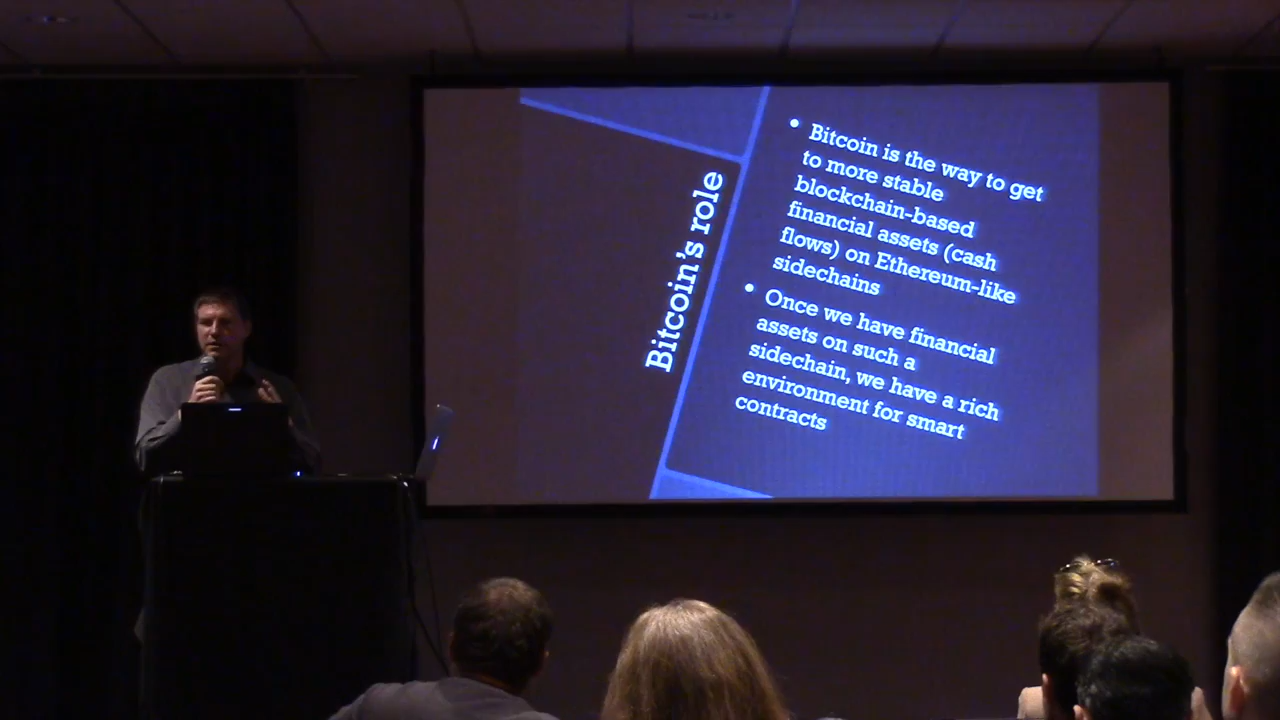 Bitcoin's role
• Bitcoin is the way to get
to more stable
blockchain-based
financial assets (cash
flows) on Ethereum-like
sidechains
• Once we have financial
assets on such a
sidechain, we have a rich
environment for smart
contracts